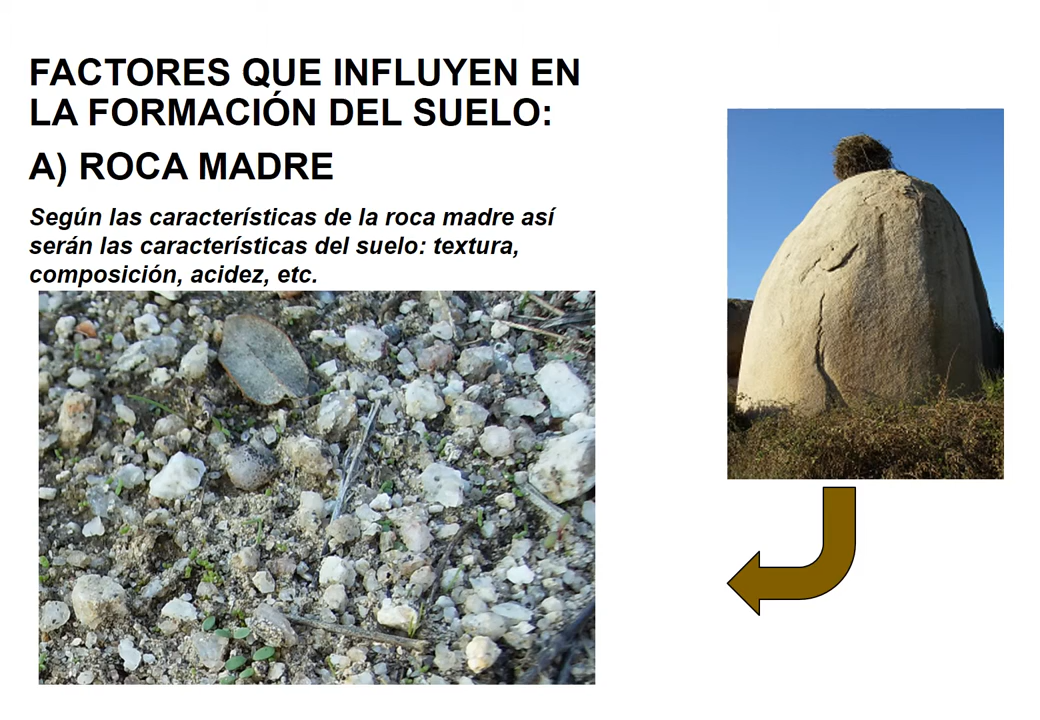 FACTORES QUE INFLUYEN EN
LA FORMACIÓN DEL SUELO:
A) ROCA MADRE
Según las características de la roca madre así
serán las características del suelo: textura,
composición, acidez, etc.